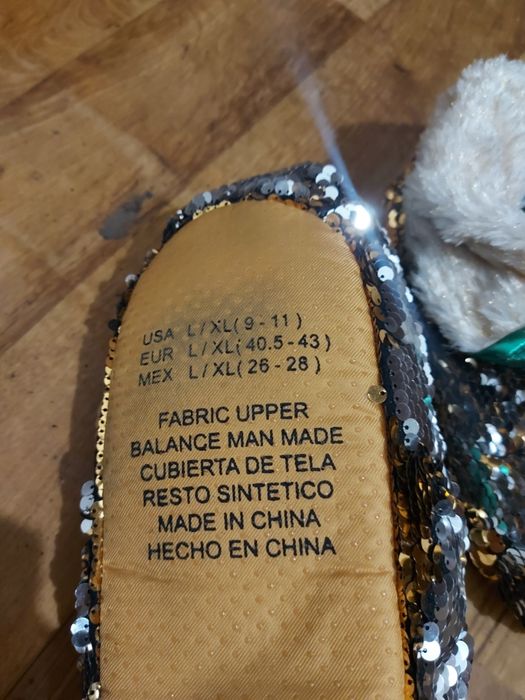 USA L/XL(9-11)
EUR L/XL(40.5-43)
MEX L/XL(26-28)
FABRIC UPPER
BALANCE MAN MADE
CUBIERTA DE TELA
RESTO SINTETICO
MADE IN CHINA
HECHO EN CHINA